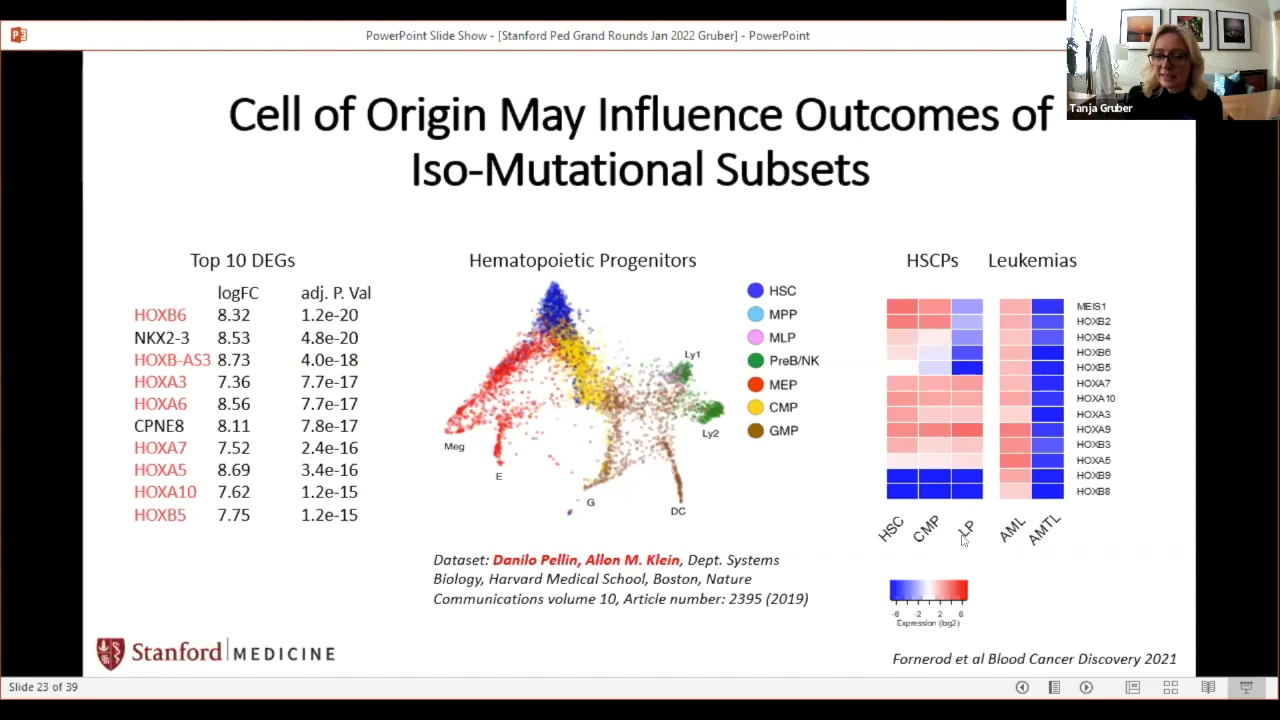 PowerPoint Slide Show - [Stanford Ped Grand Rounds Jan 2022 Gruber] - PowerPoint
Tanja Gruber
Cell of Origin May Influence Outcomes of
Iso-Mutational Subsets
Top 10 DEGs
logFC adj. P. Val
HOXB6 8.32 1.2e-20
NKX2-3 8.53 4.8e-20
HOXB-AS3 8.73 4.0e-18
HOXA3 7.36 7.7e-17
HOXA6 8.56 7.7e-17
CPNE8 8.11 7.8e-17
HOXA7 7.52 2.4e-16
HOXA5 8.69 3.4e-16
HOXA10 7.62 1.2e-15
HOXB5 7.75 1.2e-15
Hematopoietic Progenitors
Ly1
Ly2
Meg
E
G
DC
HSC
MPP
MLP
PreB/NK
MEP
CMP
GMP
Dataset: Danilo Pellin, Allon M. Klein, Dept. Systems
Biology, Harvard Medical School, Boston, Nature
Communications volume 10, Article number: 2395 (2019)
HSCPs Leukemias
MEIS1
HOXB2
HOXB4
HOXB6
HOXB5
HOXA7
HOXA10
HOXA3
HOXA9
HOXB3
HOXA5
HOXB9
HOXB8
HSC CMP LP AML AMTL
-6 -2 2 6
Expression (log2)
Stanford MEDICINE
Fornerod et al Blood Cancer Discovery 2021
Slide 23 of 39